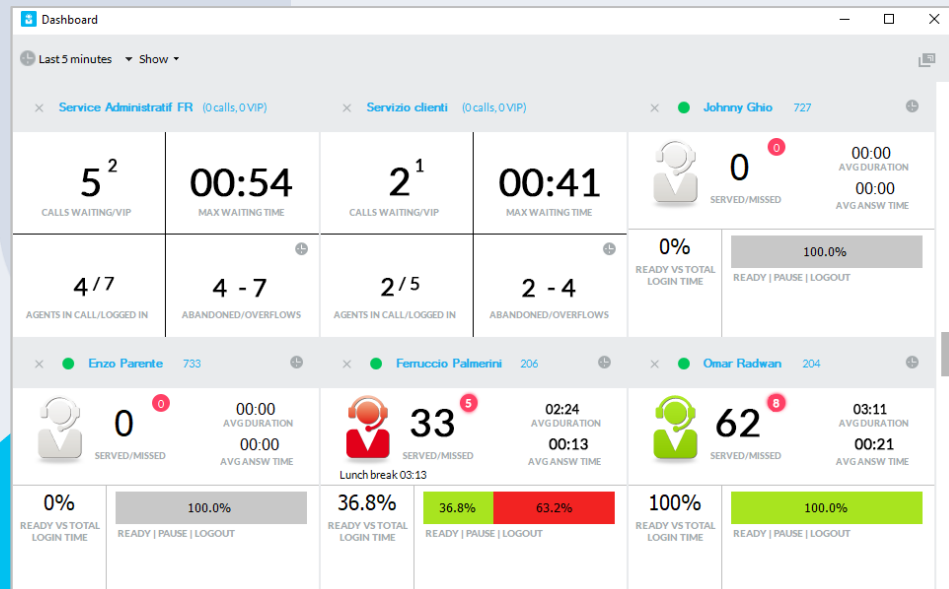 Dashboard
Last 5 minutes Show
Service Administratif FR (0 calls, 0 VIP)
5 2
CALLS WAITING/VIP
00:54
MAX WAITING TIME
4 / 7
AGENTS IN CALL/LOGGED IN
4 - 7
ABANDONED/OVERFLOWS
Servizio clienti (0 calls, 0 VIP)
2 1
CALLS WAITING/VIP
00:41
MAX WAITING TIME
2 / 5
AGENTS IN CALL/LOGGED IN
2 - 4
ABANDONED/OVERFLOWS
Johnny Ghio 727
0 0
SERVED/MISSED
00:00
AVG DURATION
00:00
AVG ANSW TIME
0%
READY VS TOTAL
LOGIN TIME
100.0%
READY | PAUSE | LOGOUT
Enzo Parente 733
0 0
SERVED/MISSED
00:00
AVG DURATION
00:00
AVG ANSW TIME
0%
READY VS TOTAL
LOGIN TIME
100.0%
READY | PAUSE | LOGOUT
Ferruccio Palmerini 206
33 5
SERVED/MISSED
Lunch break 03:13
02:24
AVG DURATION
00:13
AVG ANSW TIME
36.8%
READY VS TOTAL
LOGIN TIME
36.8% 63.2%
READY | PAUSE | LOGOUT
Omar Radwan 204
62 8
SERVED/MISSED
03:11
AVG DURATION
00:21
AVG ANSW TIME
100%
READY VS TOTAL
LOGIN TIME
100.0%
READY | PAUSE | LOGOUT